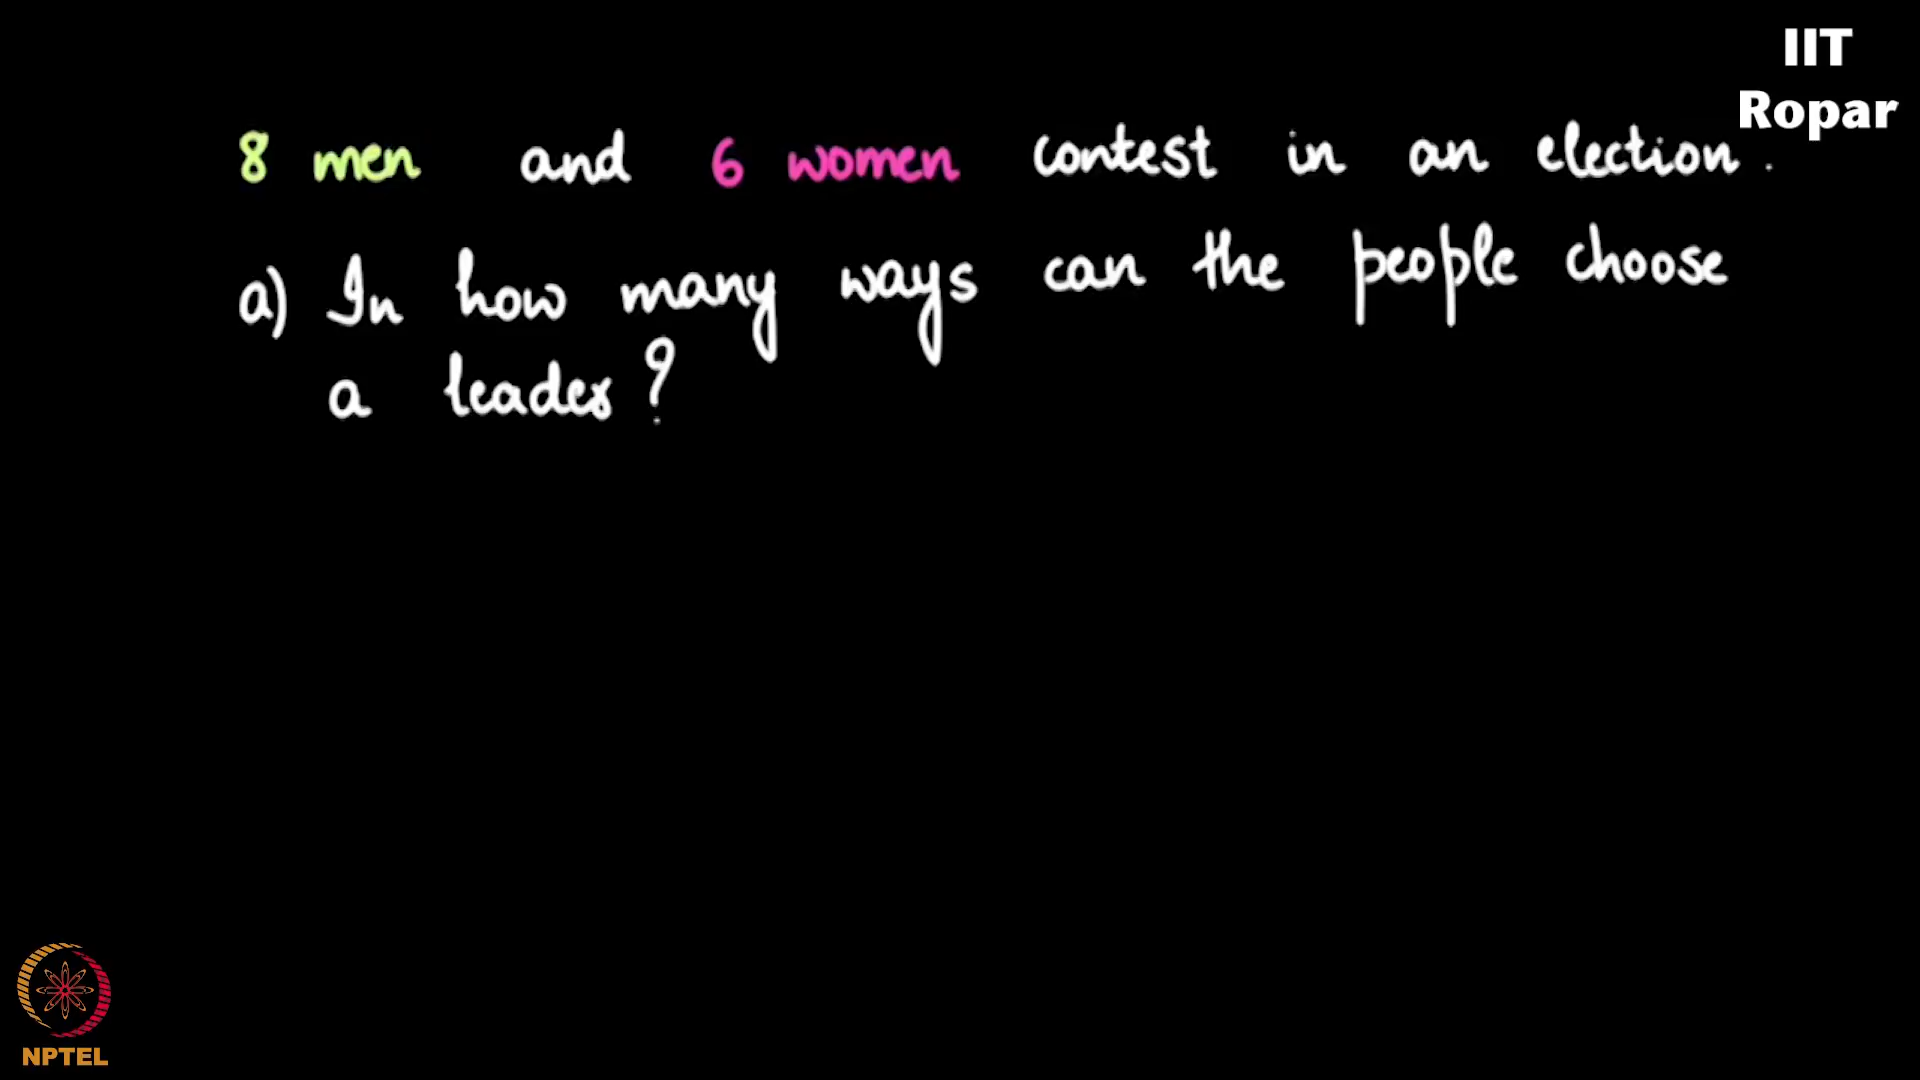 IIT
Ropar
8 men and 6 women contest in an election.
a) In how many ways can the people choose
a leader?
NPTEL